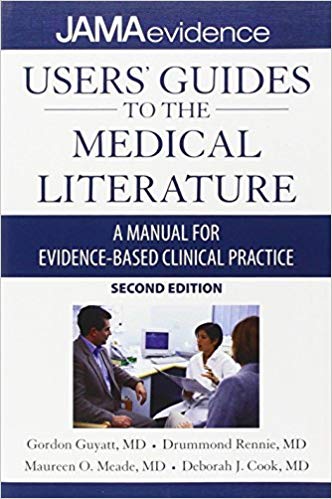 JAMAevidence
USERS' GUIDES
TO THE
MEDICAL
LITERATURE
A MANUAL FOR
EVIDENCE-BASED CLINICAL PRACTICE
SECOND EDITION
Gordon Guyatt, MD • Drummond Rennie, MD
Maureen O. Meade, MD • Deborah J. Cook, MD